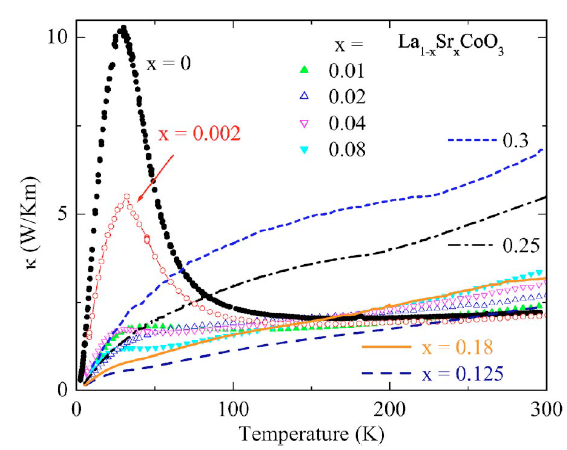 10
5
0
0
100
200
300
κ (W/Km)
Temperature (K)
x = 0
x = 0.002
x =
0.01
0.02
0.04
0.08
La1-xSrxCoO3
0.3
0.25
x = 0.18
x = 0.125